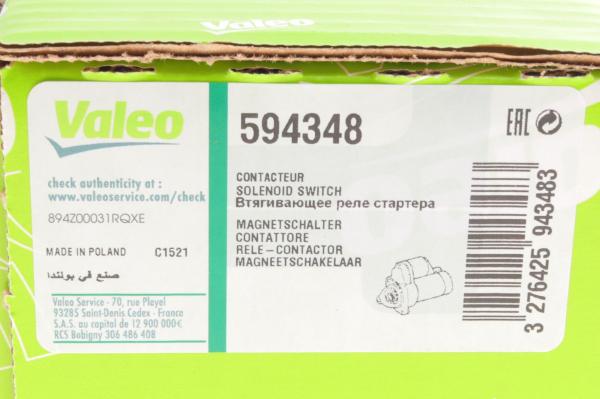 Valeo
Valeo
check authenticity at :
www.valeoservice.com/check
894Z00031RQXE
MADE IN POLAND C1521
صنع في بولندا
Valeo Service - 70, rue Pleyel
93285 Saint-Denis Cedex - France
S.A.S. au capital de 12 900 000€
RCS Bobigny 306 486 408
594348
EAC
CONTACTEUR
SOLENOID SWITCH
Втягивающее реле стартера
MAGNETSCHALTER
CONTATTORE
RELE-CONTACTOR
MAGNEETSCHAKELAAR
3 276425 943483